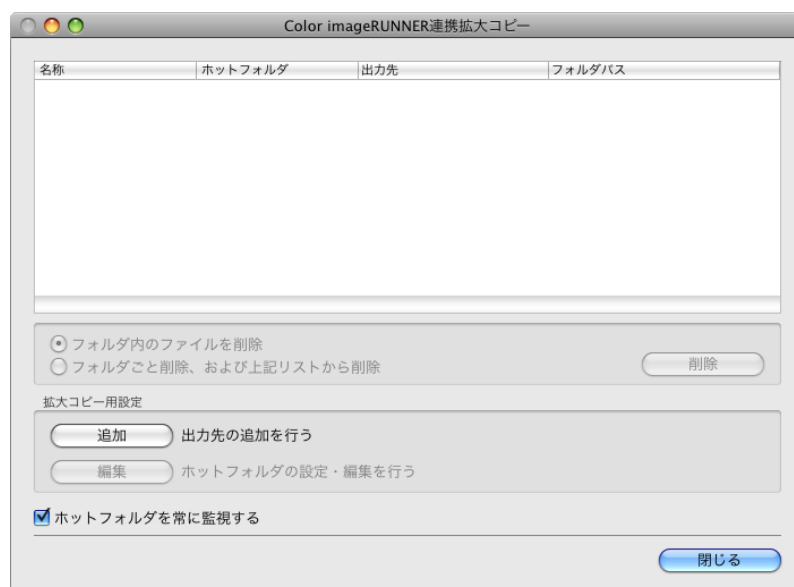 Color imageRUNNER連携拡大コピー
名称 ホットフォルダ 出力先 フォルダパス
フォルダ内のファイルを削除
フォルダごと削除、および上記リストから削除 削除
拡大コピー用設定
追加 出力先の追加を行う
編集 ホットフォルダの設定・編集を行う
ホットフォルダを常に監視する
閉じる